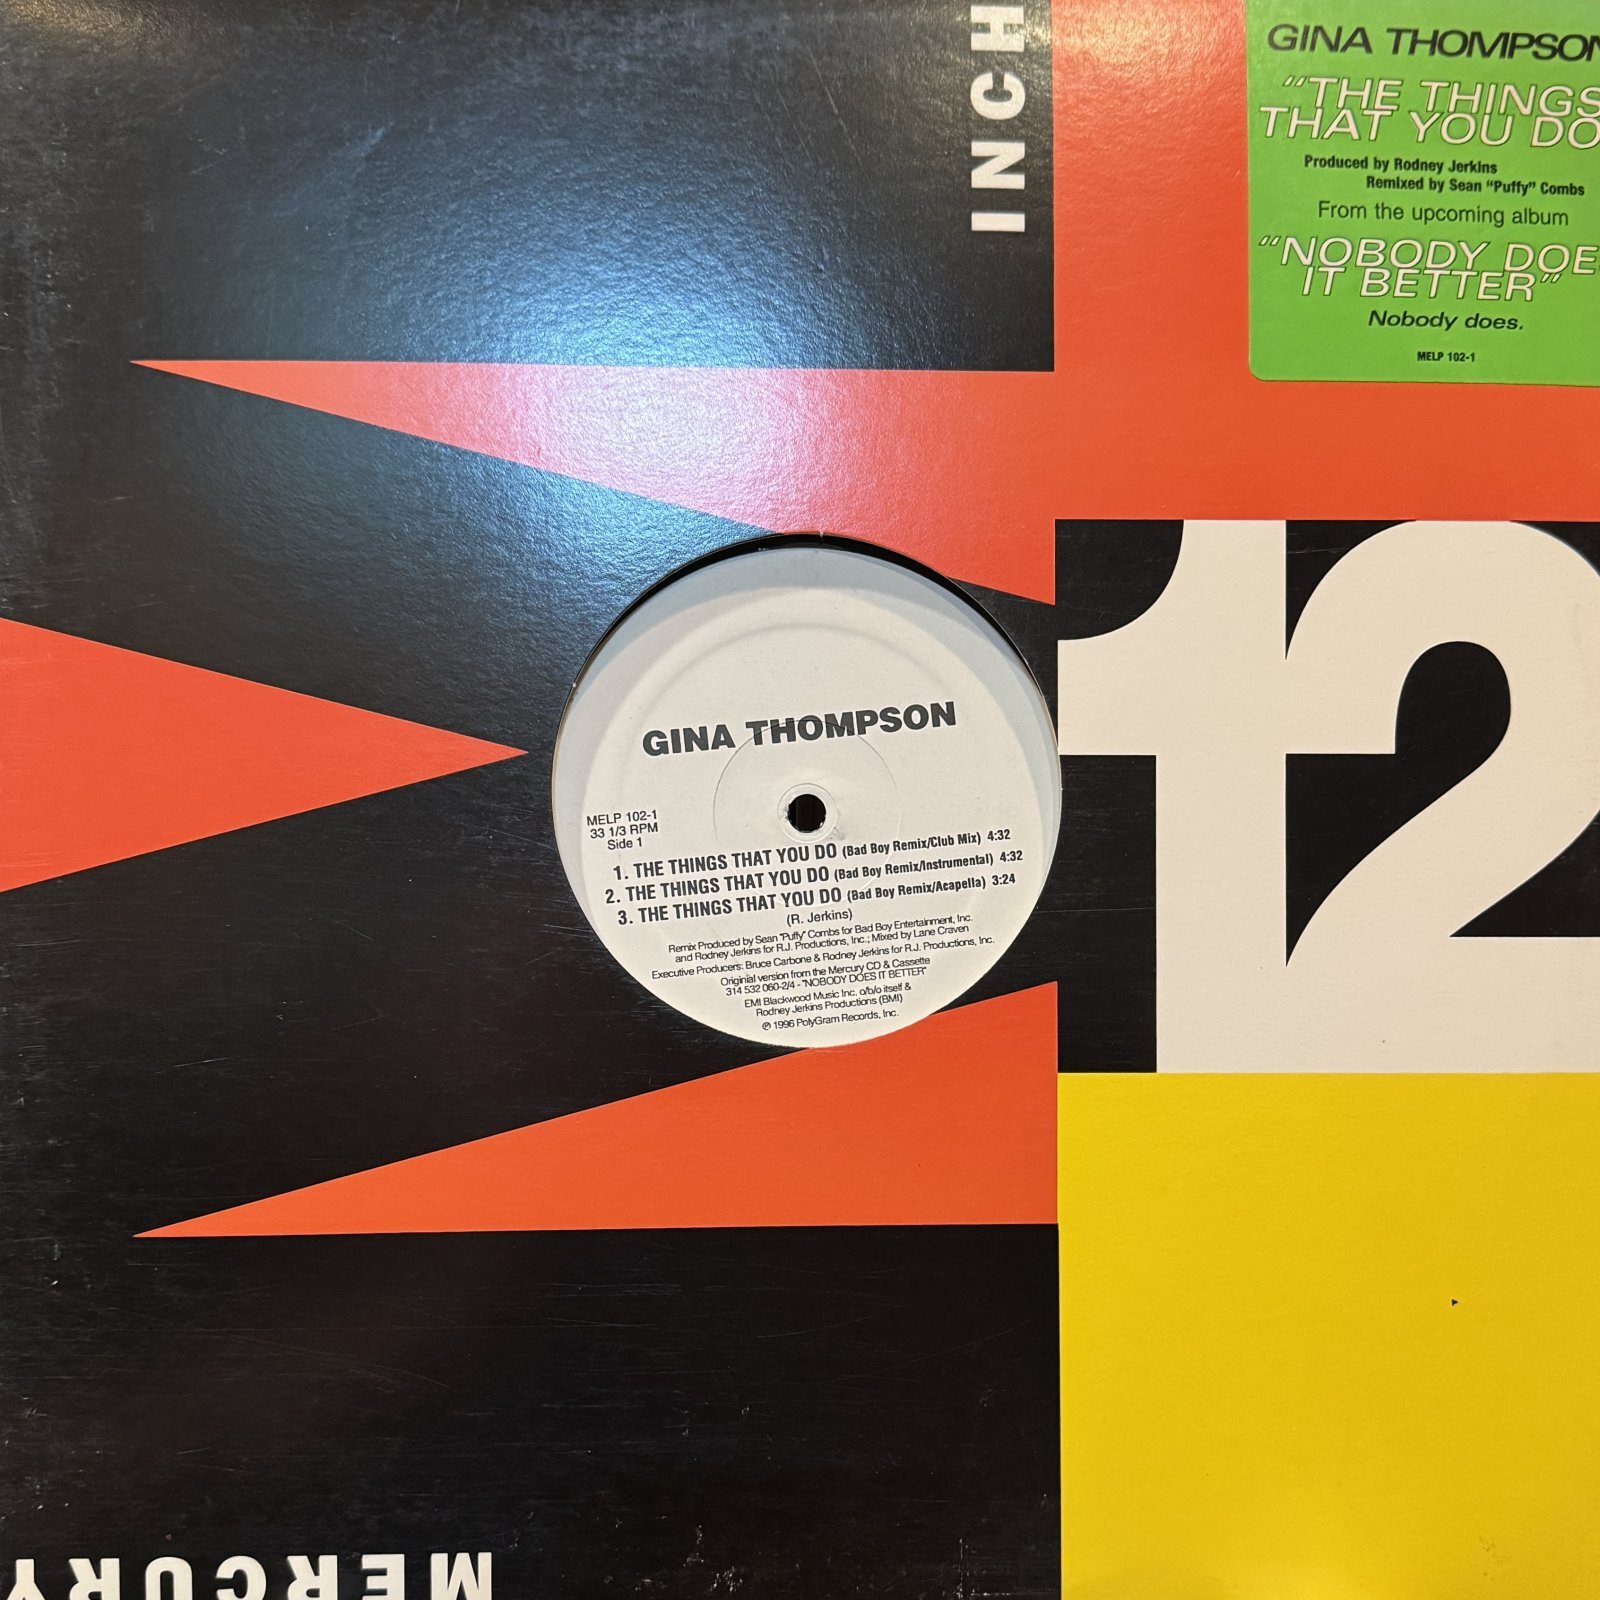 INCH
GINA THOMPSON
"THE THINGS
THAT YOU DO
Produced by Rodney Jerkins
Remixed by Sean "Puffy" Combs
From the upcoming album
"NOBODY DOE
IT BETTER"
Nobody does.
MELP 102-1
12
GINA THOMPSON
MELP 102-1
33 1/3 RPM
Side 1
1. THE THINGS THAT YOU DO (Bad Boy Remix/Club Mix) 4:32
2. THE THINGS THAT YOU DO (Bad Boy Remix/Instrumental) 4:32
3. THE THINGS THAT YOU DO (Bad Boy Remix/Acapella) 3:24
(R. Jerkins)
Remix Produced by Sean "Puffy" Combs for Bad Boy Entertainment, Inc.
and Rodney Jerkins for R.J. Productions, Inc.; Mixed by Lane Craven
Executive Producers: Bruce Carbone & Rodney Jerkins for R.J. Productions, Inc.
Originial version from the Mercury CD & Cassette
314 532 060-2/4 - "NOBODY DOES IT BETTER"
EMI Blackwood Music Inc. o/b/o itself &
Rodney Jerkins Productions (BMI)
℗ 1996 PolyGram Records, Inc.
MERCURY